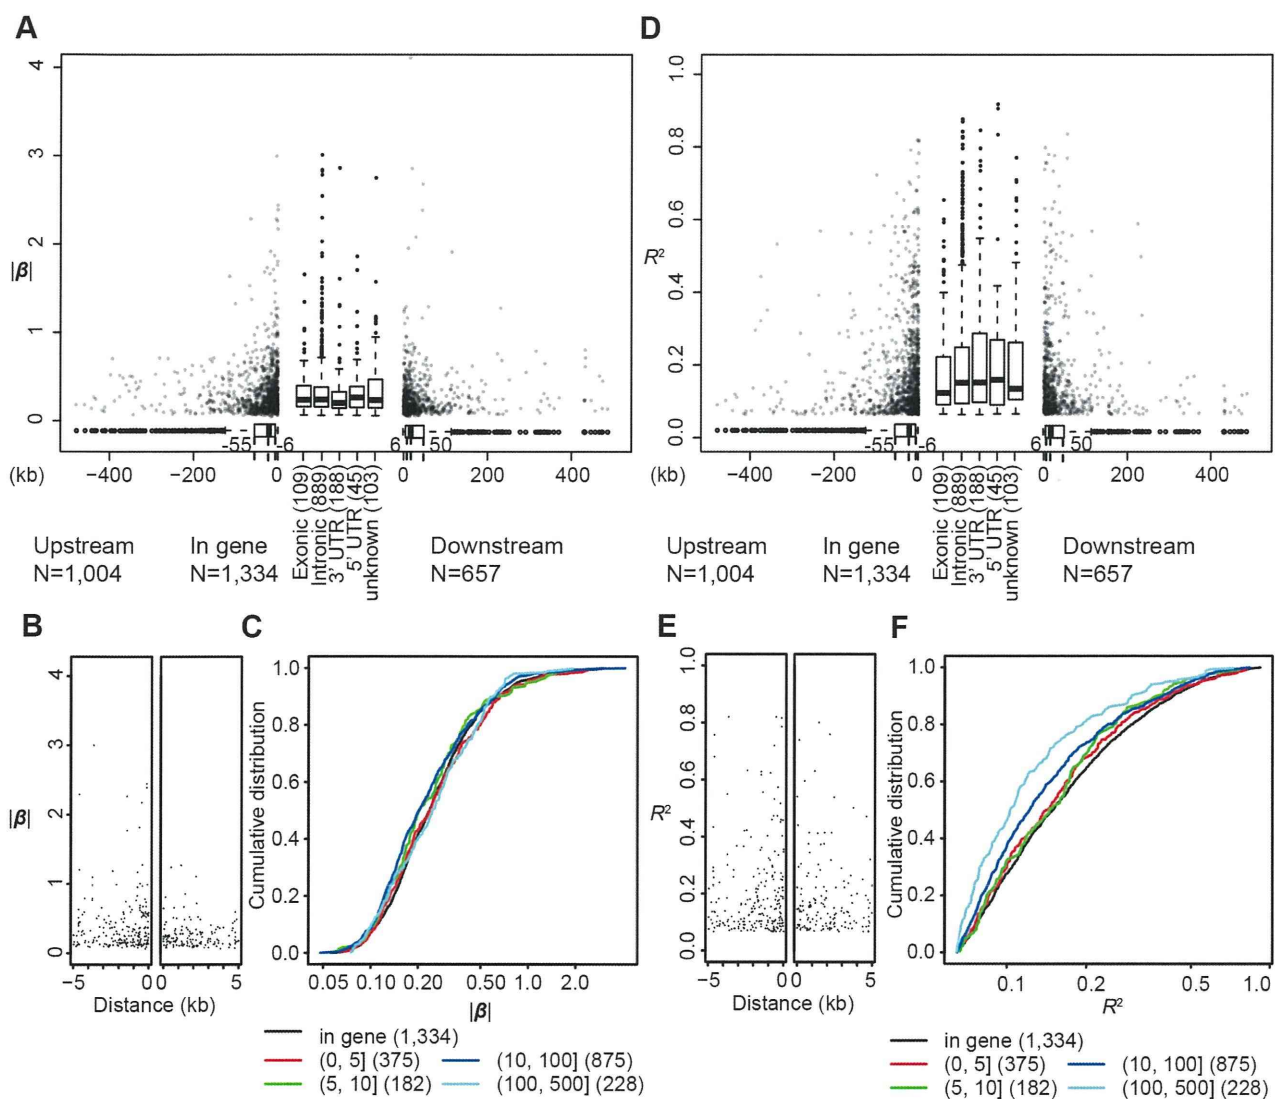 A
4
3
2
|β|
1
0
-55
-6
6
50
(kb)
−400
−200
0
0
200
400
Exonic (109)
Intronic (889)
3' UTR (188)
5' UTR (45)
unknown (103)
Upstream
N=1,004
In gene
N=1,334
Downstream
N=657
D
1.0
0.8
0.6
R²
0.4
0.2
0.0
-55
-6
6
50
(kb)
−400
−200
0
0
200
400
Exonic (109)
Intronic (889)
3' UTR (188)
5' UTR (45)
unknown (103)
Upstream
N=1,004
In gene
N=1,334
Downstream
N=657
B
4
3
|β|
2
1
0
−5
0
0
5
Distance (kb)
C
Cumulative distribution
1.0
0.8
0.6
0.4
0.2
0.0
0.05
0.10
0.20
0.50
1.0
2.0
|β|
in gene (1,334)
(0, 5] (375)
(10, 100] (875)
(5, 10] (182)
(100, 500] (228)
E
1.0
0.8
0.6
R²
0.4
0.2
0.0
−5
0
0
5
Distance (kb)
F
Cumulative distribution
1.0
0.8
0.6
0.4
0.2
0.0
0.1
0.2
0.5
1.0
R²
in gene (1,334)
(0, 5] (375)
(10, 100] (875)
(5, 10] (182)
(100, 500] (228)